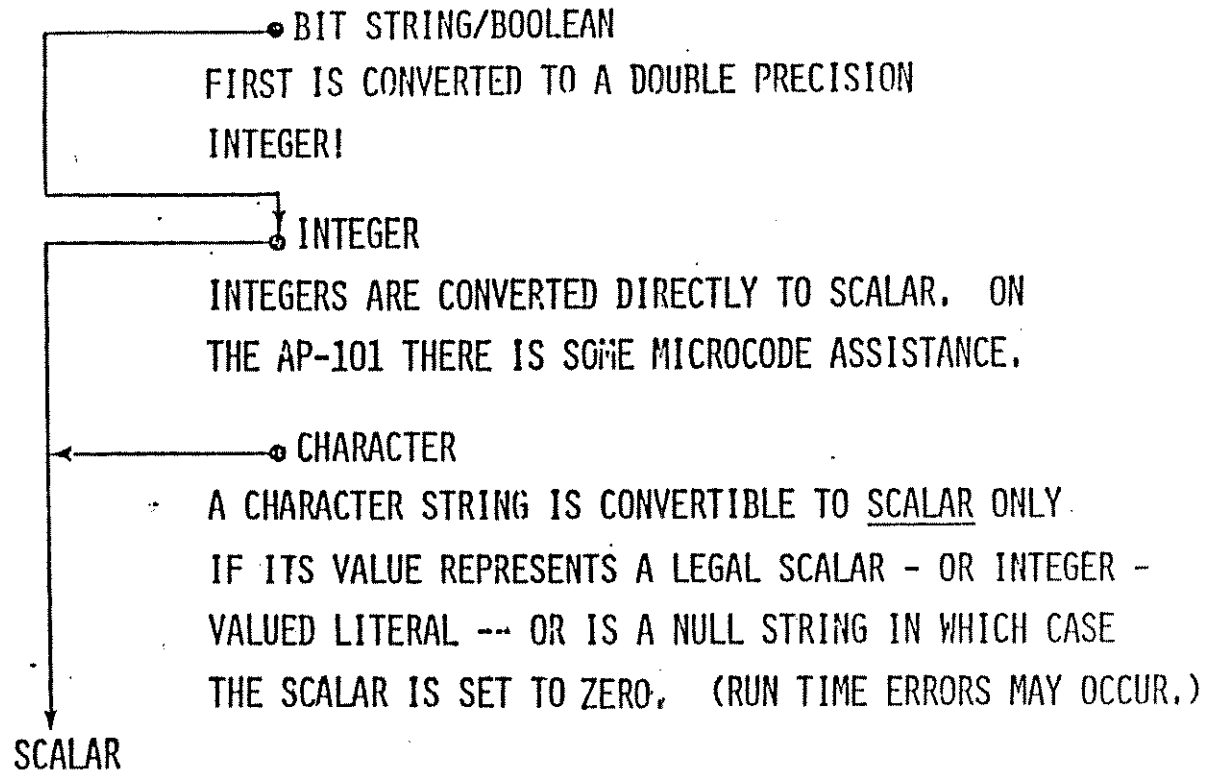 BIT STRING/BOOLEAN
FIRST IS CONVERTED TO A DOUBLE PRECISION
INTEGER!
INTEGER
INTEGERS ARE CONVERTED DIRECTLY TO SCALAR. ON
THE AP-101 THERE IS SOME MICROCODE ASSISTANCE.
CHARACTER
A CHARACTER STRING IS CONVERTIBLE TO SCALAR ONLY
IF ITS VALUE REPRESENTS A LEGAL SCALAR - OR INTEGER -
VALUED LITERAL -- OR IS A NULL STRING IN WHICH CASE
THE SCALAR IS SET TO ZERO. (RUN TIME ERRORS MAY OCCUR.)
SCALAR